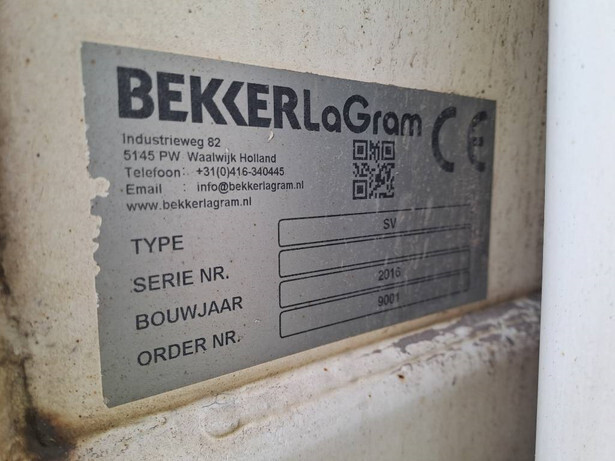 BEKKERLaGram CE
Industrieweg 82
5145 PW Waalwijk Holland
Telefoon: +31(0)416-340445
Email : info@bekkerlagram.nl
www.bekkerlagram.nl
TYPE SV
SERIE NR.
BOUWJAAR 2016
ORDER NR. 9001